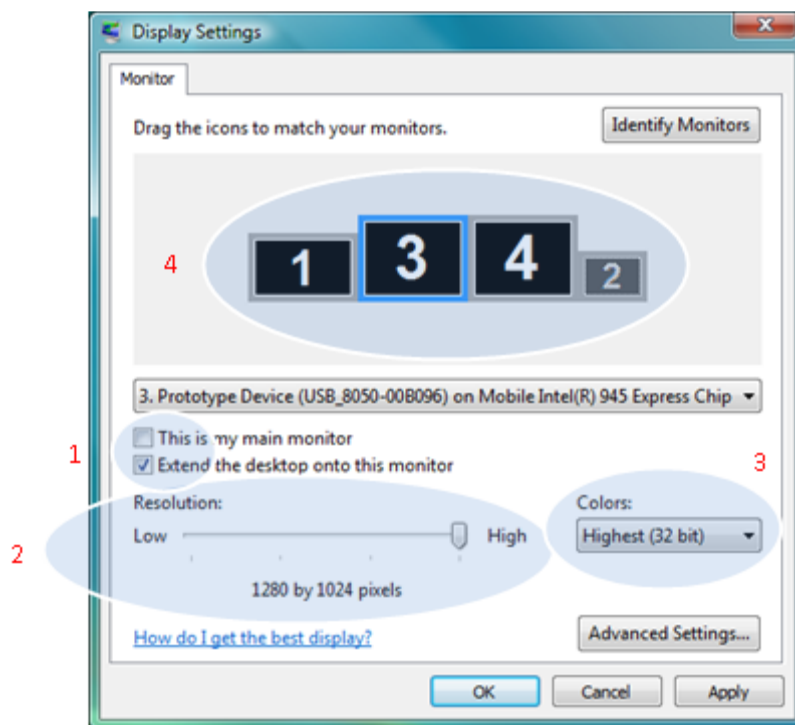 Display Settings
Monitor
Drag the icons to match your monitors.
Identify Monitors
4
1 3 4 2
3. Prototype Device (USB_8050-00B096) on Mobile Intel(R) 945 Express Chip
This is my main monitor
1
Extend the desktop onto this monitor
3
Resolution:
Colors:
Low High
Highest (32 bit)
2
1280 by 1024 pixels
How do I get the best display?
Advanced Settings...
OK Cancel Apply